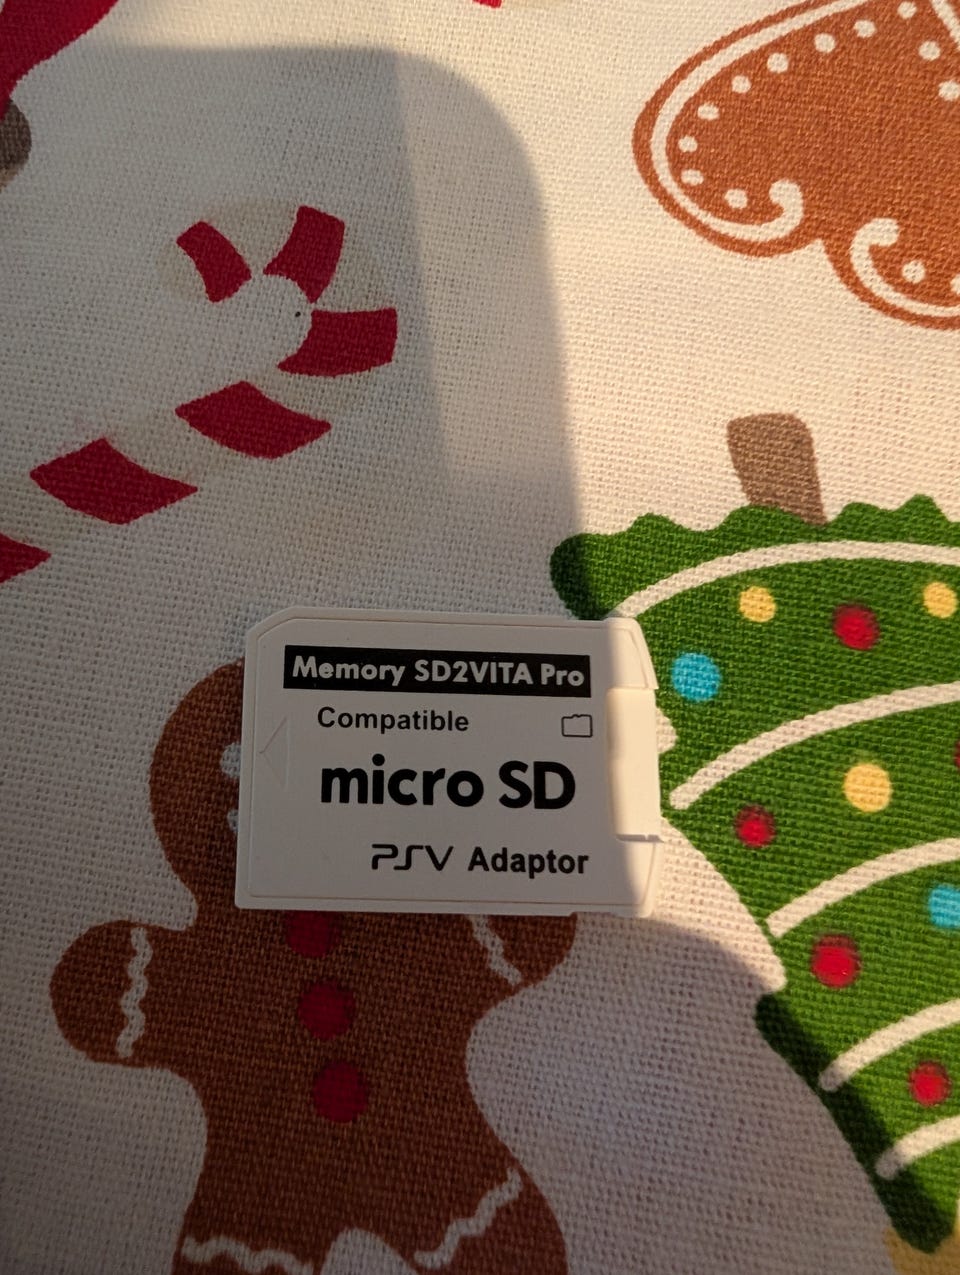 Memory SD2VITA Pro
Compatible
micro SD
PSV Adaptor